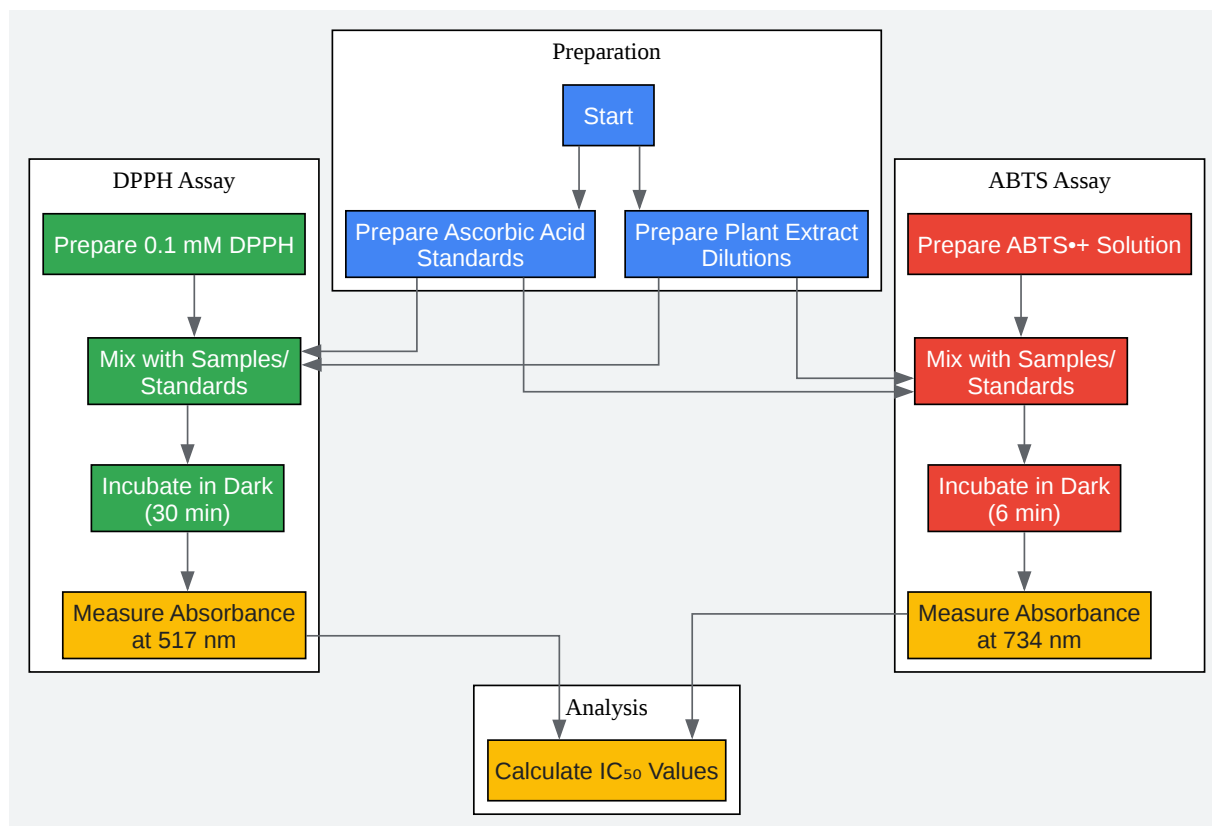 Preparation
Start
Prepare Ascorbic Acid
Standards
Prepare Plant Extract
Dilutions
DPPH Assay
Prepare 0.1 mM DPPH
Mix with Samples/
Standards
Incubate in Dark
(30 min)
Measure Absorbance
at 517 nm
ABTS Assay
Prepare ABTS•+ Solution
Mix with Samples/
Standards
Incubate in Dark
(6 min)
Measure Absorbance
at 734 nm
Analysis
Calculate IC₅₀ Values